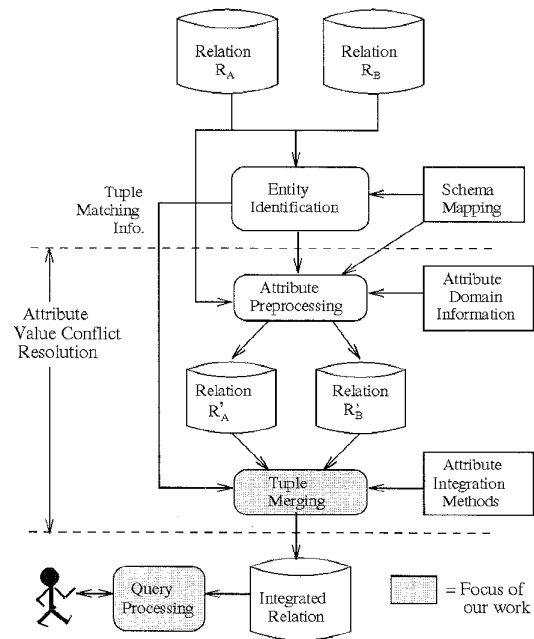 Relation
R_A
Relation
R_B
Entity
Identification
Schema
Mapping
Tuple
Matching
Info.
Attribute
Preprocessing
Attribute
Domain
Information
Attribute
Value Conflict
Resolution
Relation
R'_A
Relation
R'_B
Tuple
Merging
Attribute
Integration
Methods
Query
Processing
Integrated
Relation
= Focus of
our work